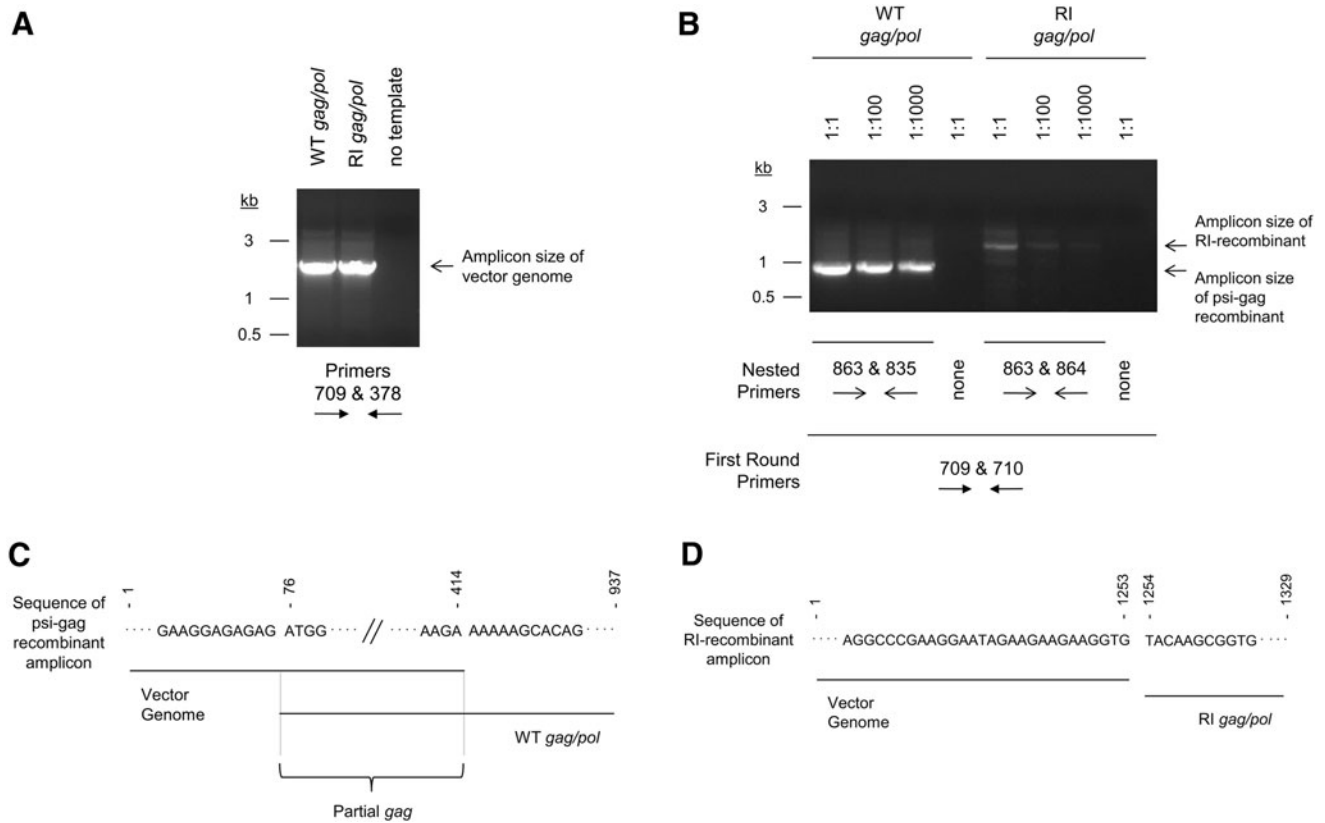 A
WT gag/pol
RI gag/pol
no template
kb
3
1
0.5
Amplicon size of
vector genome
Primers
709 & 378
B
WT
gag/pol
RI
gag/pol
1:1
1:100
1:1000
1:1
1:1
1:100
1:1000
1:1
kb
3
1
0.5
Amplicon size of
RI-recombinant
Amplicon size
of psi-gag
recombinant
Nested
Primers
863 & 835
none
863 & 864
none
First Round
Primers
709 & 710
C
1
76
414
937
Sequence of
psi-gag
recombinant
amplicon
····GAAGGAGAGAG ATGG···· // ····AAGA AAAAAGCACAG····
Vector
Genome
WT gag/pol
Partial gag
D
1
1253
1254
1329
Sequence of
RI-recombinant
amplicon
···· AGGCCCGAAGGAATAGAAGAAGAAGGTG TACAAGCGGTG····
Vector
Genome
RI gag/pol